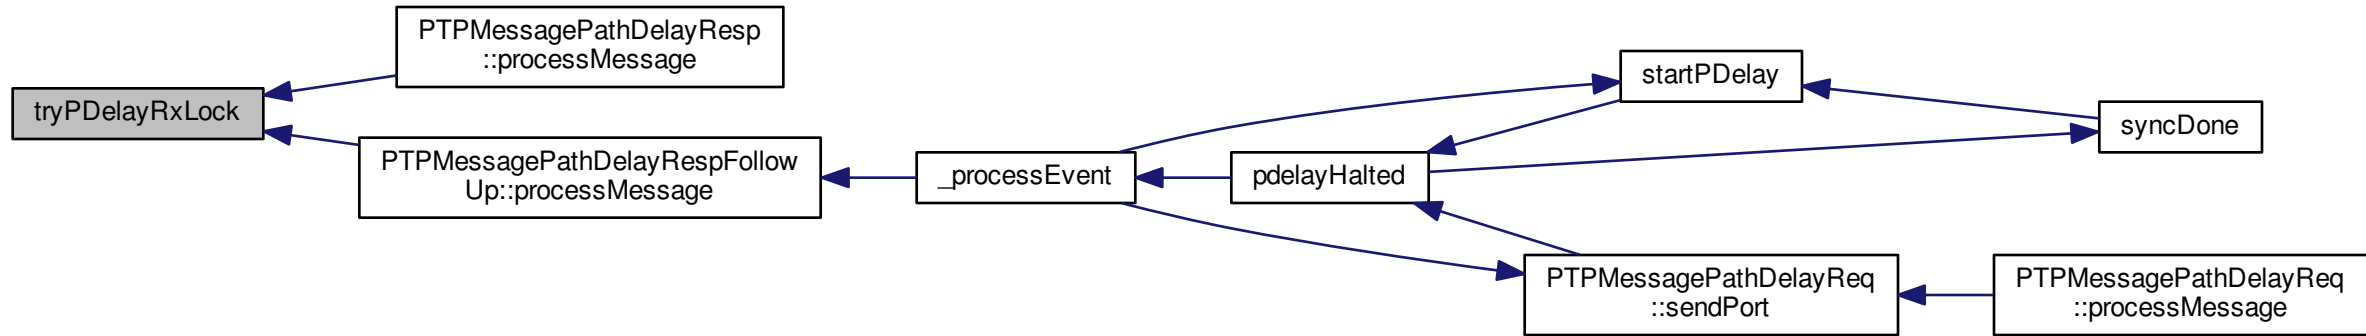 tryPDelayRxLock
PTPMessagePathDelayResp
::processMessage
PTPMessagePathDelayRespFollow
Up::processMessage
_processEvent
pdelayHalted
startPDelay
syncDone
PTPMessagePathDelayReq
::sendPort
PTPMessagePathDelayReq
::processMessage